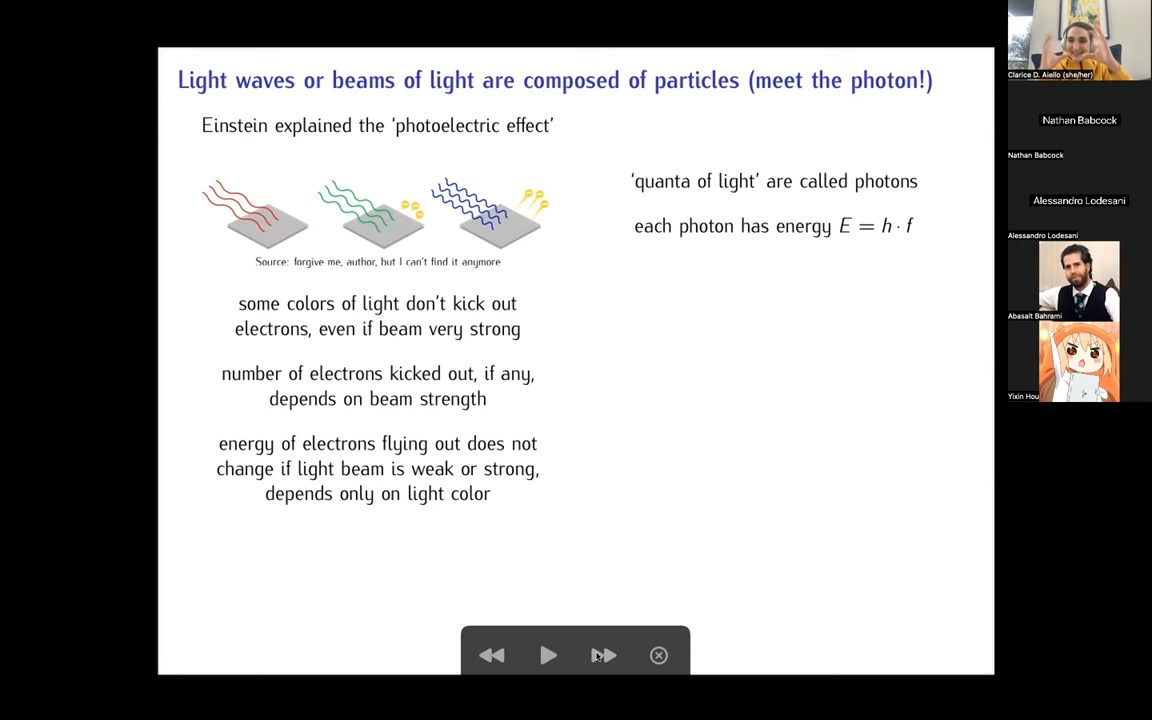 Light waves or beams of light are composed of particles (meet the photon!)
Einstein explained the ‘photoelectric effect’
Source: forgive me, author, but I can’t find it anymore
some colors of light don’t kick out
electrons, even if beam very strong
number of electrons kicked out, if any,
depends on beam strength
energy of electrons flying out does not
change if light beam is weak or strong,
depends only on light color
‘quanta of light’ are called photons
each photon has energy E = h · f
Clarice D. Aiello (she/her)
Nathan Babcock
Nathan Babcock
Alessandro Lodesani
Alessandro Lodesani
Abasalt Bahrami
Yixin Hou